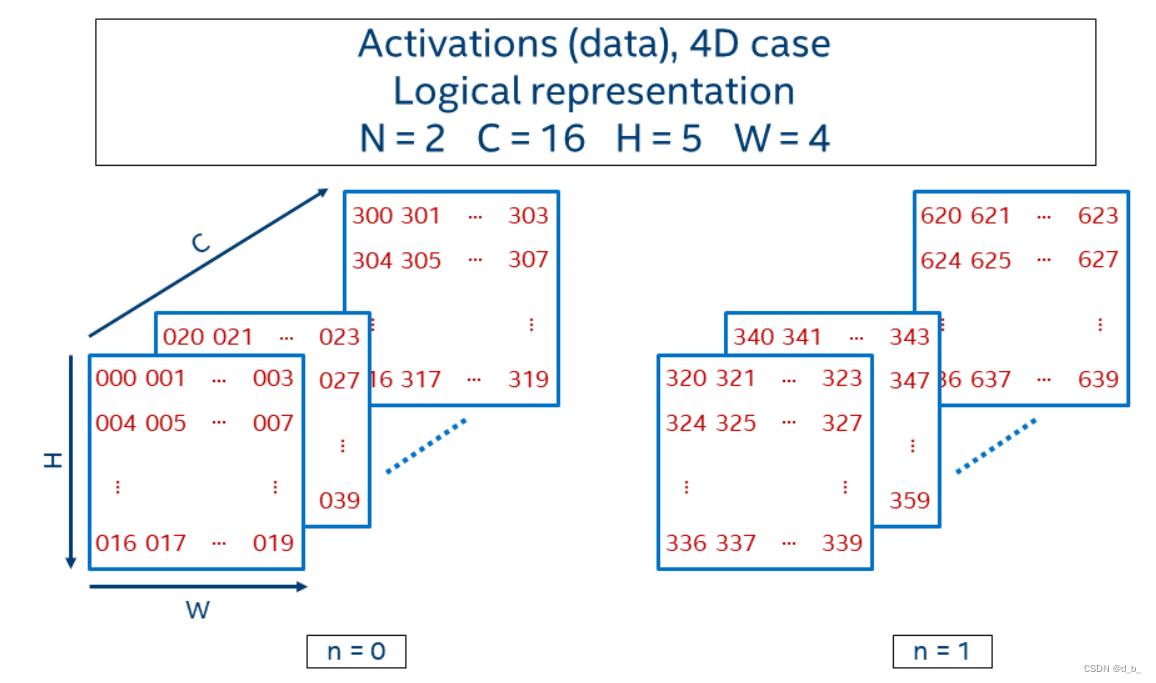 Activations (data), 4D case
Logical representation
N = 2 C = 16 H = 5 W = 4
C
H
W
300 301 ... 303
304 305 ... 307
⋮ ⋮
16 317 ... 319
020 021 ... 023
027
⋮
039
000 001 ... 003
004 005 ... 007
⋮ ⋮
016 017 ... 019
n = 0
620 621 ... 623
624 625 ... 627
⋮ ⋮
36 637 ... 639
340 341 ... 343
347
⋮
359
320 321 ... 323
324 325 ... 327
⋮ ⋮
336 337 ... 339
n = 1
CSDN @d_b_